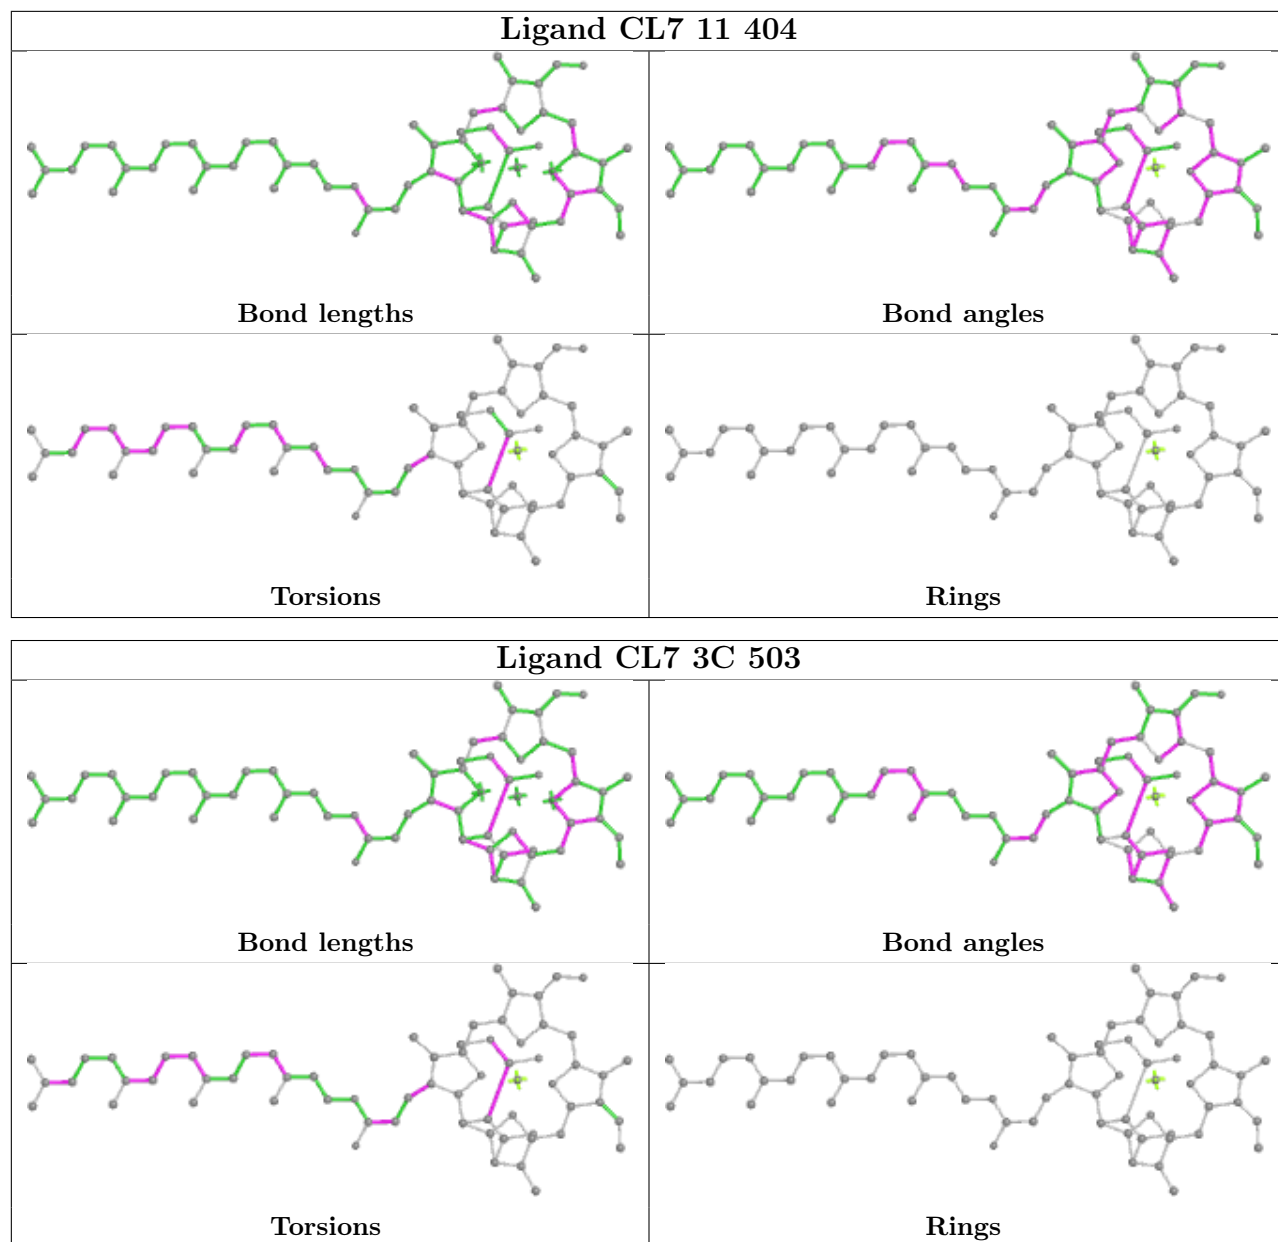 Ligand CL7 11 404
Bond lengths
Bond angles
Torsions
Rings
Ligand CL7 3C 503
Bond lengths
Bond angles
Torsions
Rings